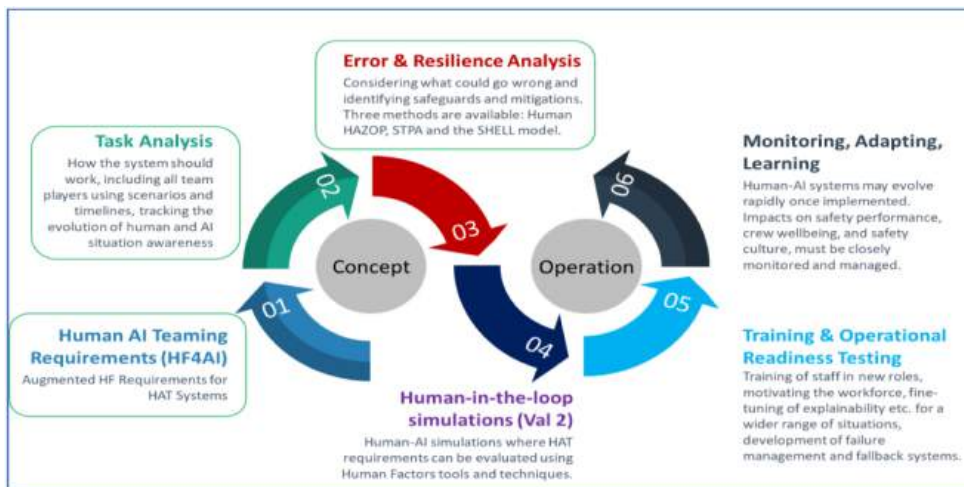 Error & Resilience Analysis
Considering what could go wrong and
identifying safeguards and mitigations.
Three methods are available: Human
HAZOP, STPA and the SHELL model.
Task Analysis
How the system should
work, including all team
players using scenarios and
timelines, tracking the
evolution of human and AI
situation awareness
Monitoring, Adapting,
Learning
Human-AI systems may evolve
rapidly once implemented.
Impacts on safety performance,
crew wellbeing, and safety
culture, must be closely
monitored and managed.
02
03
06
Concept
Operation
01
04
05
Human AI Teaming
Requirements (HF4AI)
Augmented HF Requirements for
HAT Systems
Human-in-the-loop
simulations (Val 2)
Human-AI simulations where HAT
requirements can be evaluated using
Human Factors tools and techniques.
Training & Operational
Readiness Testing
Training of staff in new roles,
motivating the workforce, fine-
tuning of explainability etc. for a
wider range of situations,
development of failure
management and fallback systems.